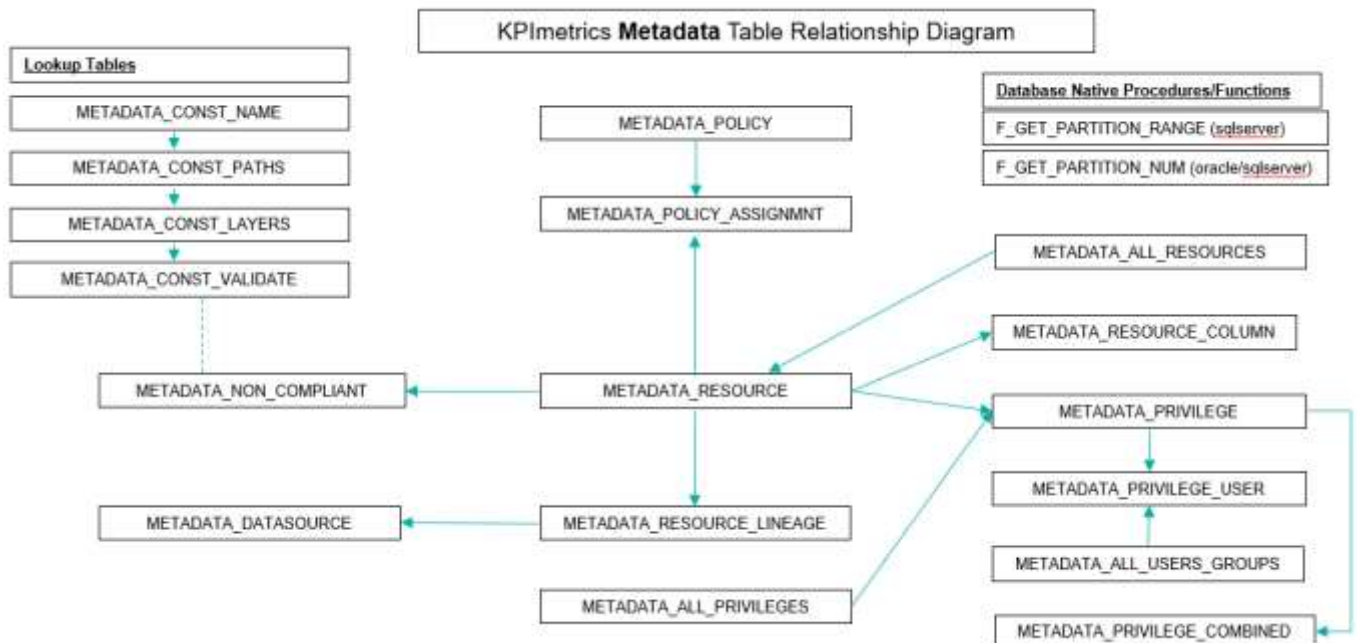 KPImetrics Metadata Table Relationship Diagram
Lookup Tables
METADATA_CONST_NAME
METADATA_CONST_PATHS
METADATA_CONST_LAYERS
METADATA_CONST_VALIDATE
METADATA_POLICY
METADATA_POLICY_ASSIGNMNT
Database Native Procedures/Functions
F_GET_PARTITION_RANGE (sqlserver)
F_GET_PARTITION_NUM (oracle/sqlserver)
METADATA_ALL_RESOURCES
METADATA_RESOURCE_COLUMN
METADATA_NON_COMPLIANT
METADATA_RESOURCE
METADATA_PRIVILEGE
METADATA_PRIVILEGE_USER
METADATA_DATASOURCE
METADATA_RESOURCE_LINEAGE
METADATA_ALL_USERS_GROUPS
METADATA_ALL_PRIVILEGES
METADATA_PRIVILEGE_COMBINED